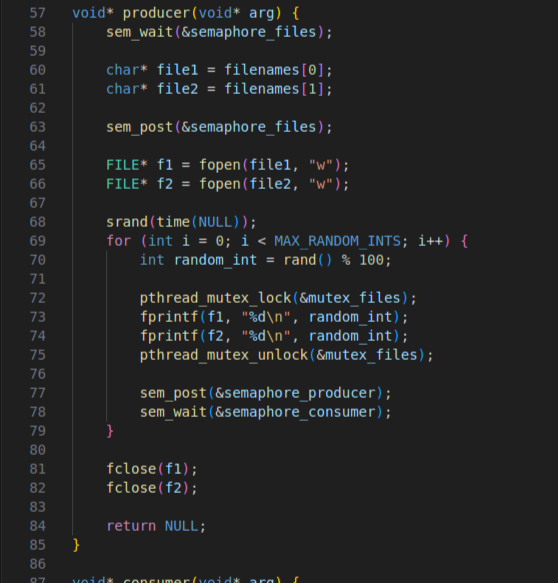 57 void* producer(void* arg) {
58     sem_wait(&semaphore_files);
59
60     char* file1 = filenames[0];
61     char* file2 = filenames[1];
62
63     sem_post(&semaphore_files);
64
65     FILE* f1 = fopen(file1, "w");
66     FILE* f2 = fopen(file2, "w");
67
68     srand(time(NULL));
69     for (int i = 0; i < MAX_RANDOM_INTS; i++) {
70         int random_int = rand() % 100;
71
72         pthread_mutex_lock(&mutex_files);
73         fprintf(f1, "%d\n", random_int);
74         fprintf(f2, "%d\n", random_int);
75         pthread_mutex_unlock(&mutex_files);
76
77         sem_post(&semaphore_producer);
78         sem_wait(&semaphore_consumer);
79     }
80
81     fclose(f1);
82     fclose(f2);
83
84     return NULL;
85 }
86
87 void* consumer(void* arg) {